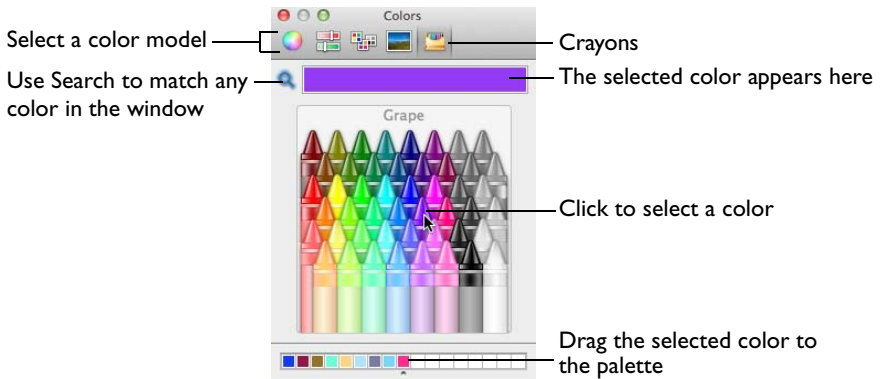 Colors
Select a color model
Crayons
Use Search to match any
color in the window
The selected color appears here
Grape
Click to select a color
Drag the selected color to
the palette